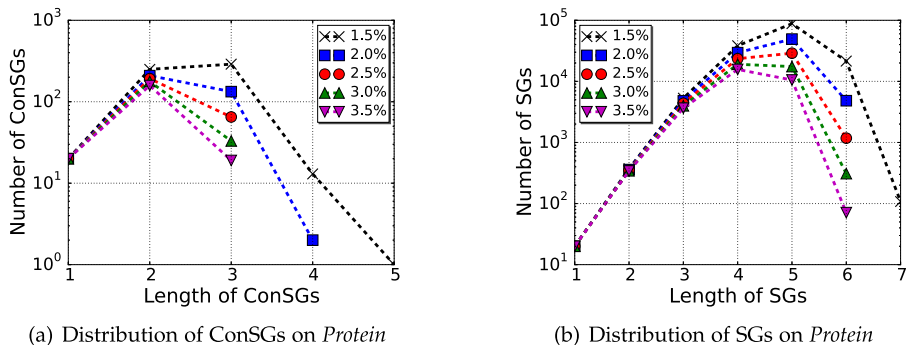 10^3
10^2
10^1
10^0
Number of ConSGs
1 2 3 4 5
Length of ConSGs
1.5%
2.0%
2.5%
3.0%
3.5%
(a) Distribution of ConSGs on Protein
10^5
10^4
10^3
10^2
10^1
Number of SGs
1 2 3 4 5 6 7
Length of SGs
1.5%
2.0%
2.5%
3.0%
3.5%
(b) Distribution of SGs on Protein